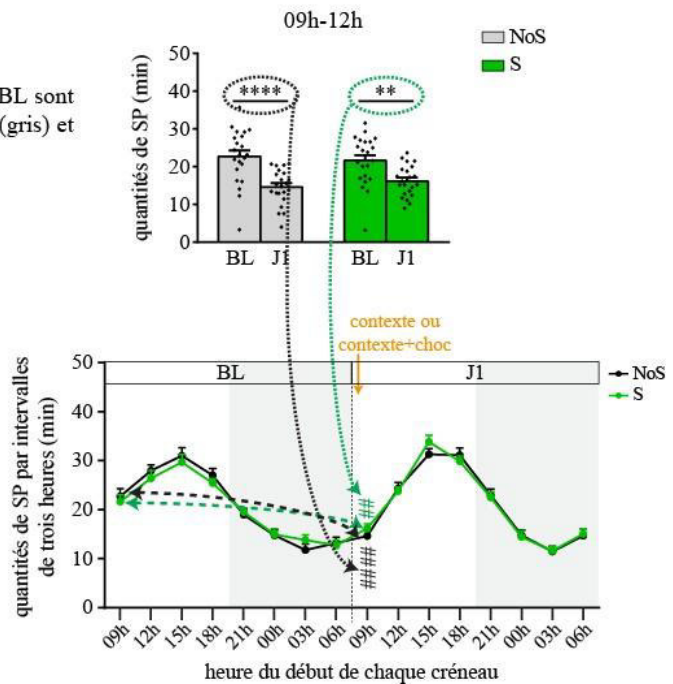 09h-12h
BL sont
(gris) et
quantités de SP (min)
50
40
30
20
10
0
****
**
NoS
S
BL
J1
BL
J1
contexte ou
contexte+choc
quantités de SP par intervalles
de trois heures (min)
50
40
30
20
10
0
BL
J1
NoS
S
##
####
09h 12h 15h 18h 21h 00h 03h 06h 09h 12h 15h 18h 21h 00h 03h 06h
heure du début de chaque créneau